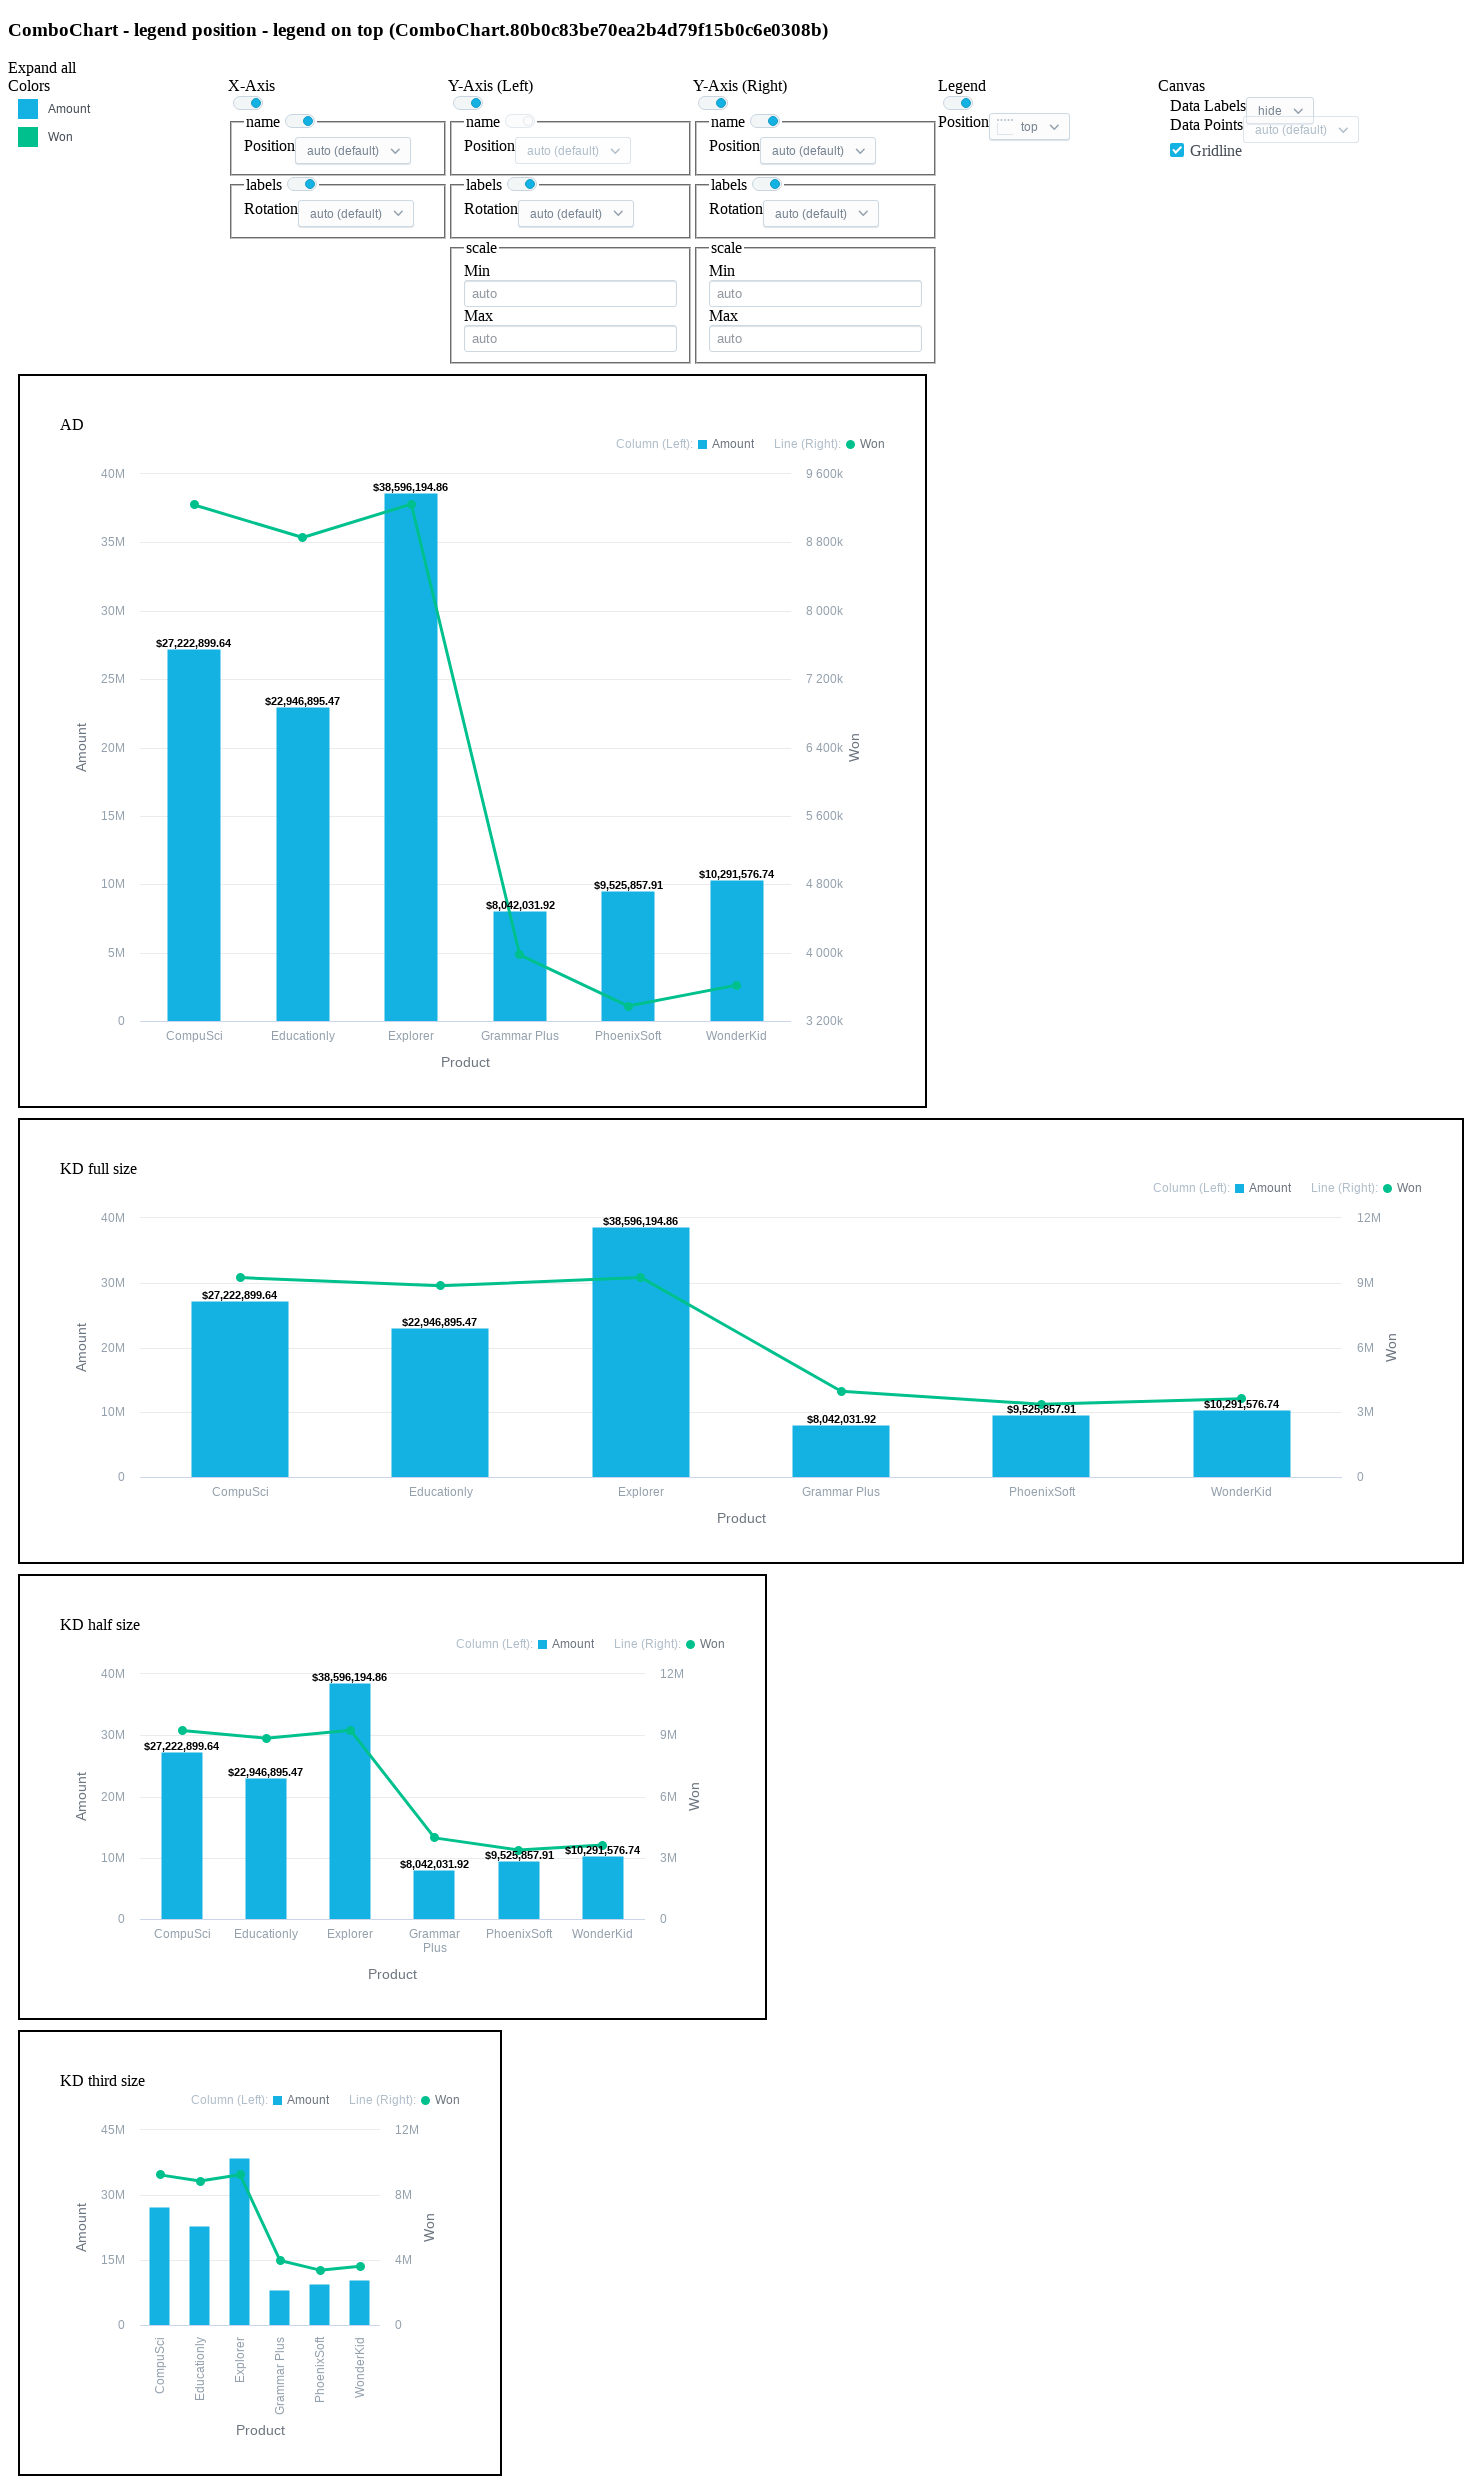 ComboChart - legend position - legend on top (ComboChart.80b0c83be70ea2b4d79f15b0c6e0308b)
Expand all
Colors
Amount
Won
X-Axis
name
Position auto (default)
labels
Rotation auto (default)
Y-Axis (Left)
name
Position auto (default)
labels
Rotation auto (default)
scale
Min
auto
Max
auto
Y-Axis (Right)
name
Position auto (default)
labels
Rotation auto (default)
scale
Min
auto
Max
auto
Legend
Position top
Canvas
Data Labels hide
Data Points auto (default)
Gridline
AD
Column (Left): Amount Line (Right): Won
40M
35M
30M
25M
20M
15M
10M
5M
0
Amount
$27,222,899.64
$22,946,895.47
$38,596,194.86
$8,042,031.92
$9,525,857.91
$10,291,576.74
9 600k
8 800k
8 000k
7 200k
6 400k
5 600k
4 800k
4 000k
3 200k
Won
CompuSci Educationly Explorer Grammar Plus PhoenixSoft WonderKid
Product
KD full size
Column (Left): Amount Line (Right): Won
40M
30M
20M
10M
0
Amount
$27,222,899.64
$22,946,895.47
$38,596,194.86
$8,042,031.92
$9,525,857.91
$10,291,576.74
12M
9M
6M
3M
0
Won
CompuSci Educationly Explorer Grammar Plus PhoenixSoft WonderKid
Product
KD half size
Column (Left): Amount Line (Right): Won
40M
30M
20M
10M
0
Amount
$27,222,899.64
$22,946,895.47
$38,596,194.86
$8,042,031.92
$9,525,857.91
$10,291,576.74
12M
9M
6M
3M
0
Won
CompuSci Educationly Explorer Grammar PhoenixSoft WonderKid
Plus
Product
KD third size
Column (Left): Amount Line (Right): Won
45M
30M
15M
0
Amount
12M
8M
4M
0
Won
CompuSci
Educationly
Explorer
Grammar Plus
PhoenixSoft
WonderKid
Product